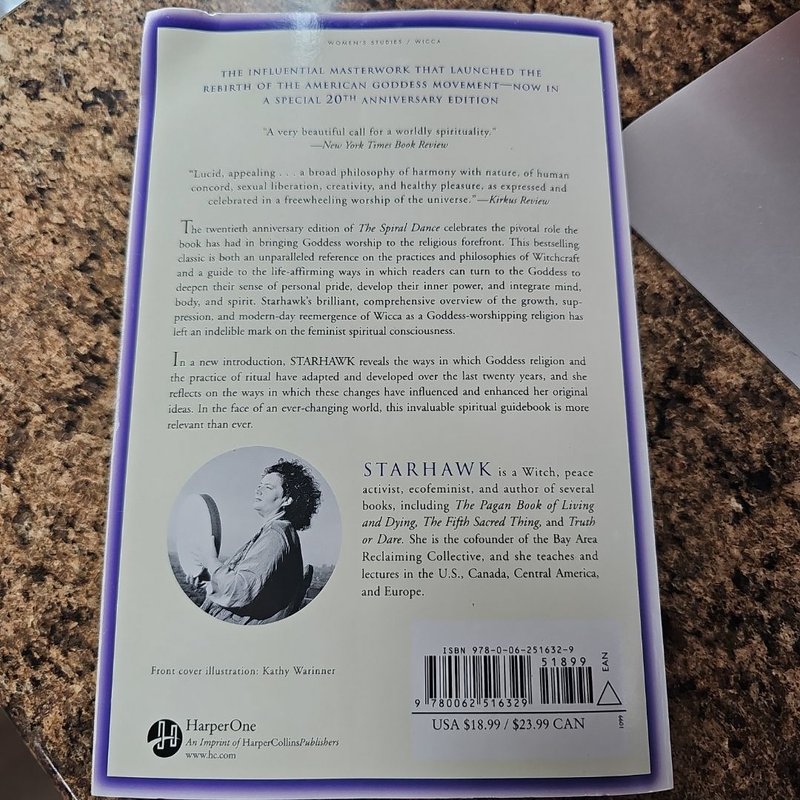 WOMEN'S STUDIES / WICCA
THE INFLUENTIAL MASTERWORK THAT LAUNCHED THE
REBIRTH OF THE AMERICAN GODDESS MOVEMENT—NOW IN
A SPECIAL 20TH ANNIVERSARY EDITION
"A very beautiful call for a worldly spirituality."
—New York Times Book Review
"Lucid, appealing . . . a broad philosophy of harmony with nature, of human
concord, sexual liberation, creativity, and healthy pleasure, as expressed and
celebrated in a freewheeling worship of the universe."—Kirkus Review
The twentieth anniversary edition of The Spiral Dance celebrates the pivotal role the
book has had in bringing Goddess worship to the religious forefront. This bestselling
classic is both an unparalleled reference on the practices and philosophies of Witchcraft
and a guide to the life-affirming ways in which readers can turn to the Goddess to
deepen their sense of personal pride, develop their inner power, and integrate mind,
body, and spirit. Starhawk's brilliant, comprehensive overview of the growth, sup-
pression, and modern-day reemergence of Wicca as a Goddess-worshipping religion has
left an indelible mark on the feminist spiritual consciousness.
In a new introduction, STARHAWK reveals the ways in which Goddess religion and
the practice of ritual have adapted and developed over the last twenty years, and she
reflects on the ways in which these changes have influenced and enhanced her original
ideas. In the face of an ever-changing world, this invaluable spiritual guidebook is more
relevant than ever.
STARHAWK is a Witch, peace
activist, ecofeminist, and author of several
books, including The Pagan Book of Living
and Dying, The Fifth Sacred Thing, and Truth
or Dare. She is the cofounder of the Bay Area
Reclaiming Collective, and she teaches and
lectures in the U.S., Canada, Central America,
and Europe.
Front cover illustration: Kathy Warinner
ISBN 978-0-06-251632-9
51899
EAN
9 780062 516329
USA $18.99 / $23.99 CAN
1099
HarperOne
An Imprint of HarperCollinsPublishers
www.hc.com